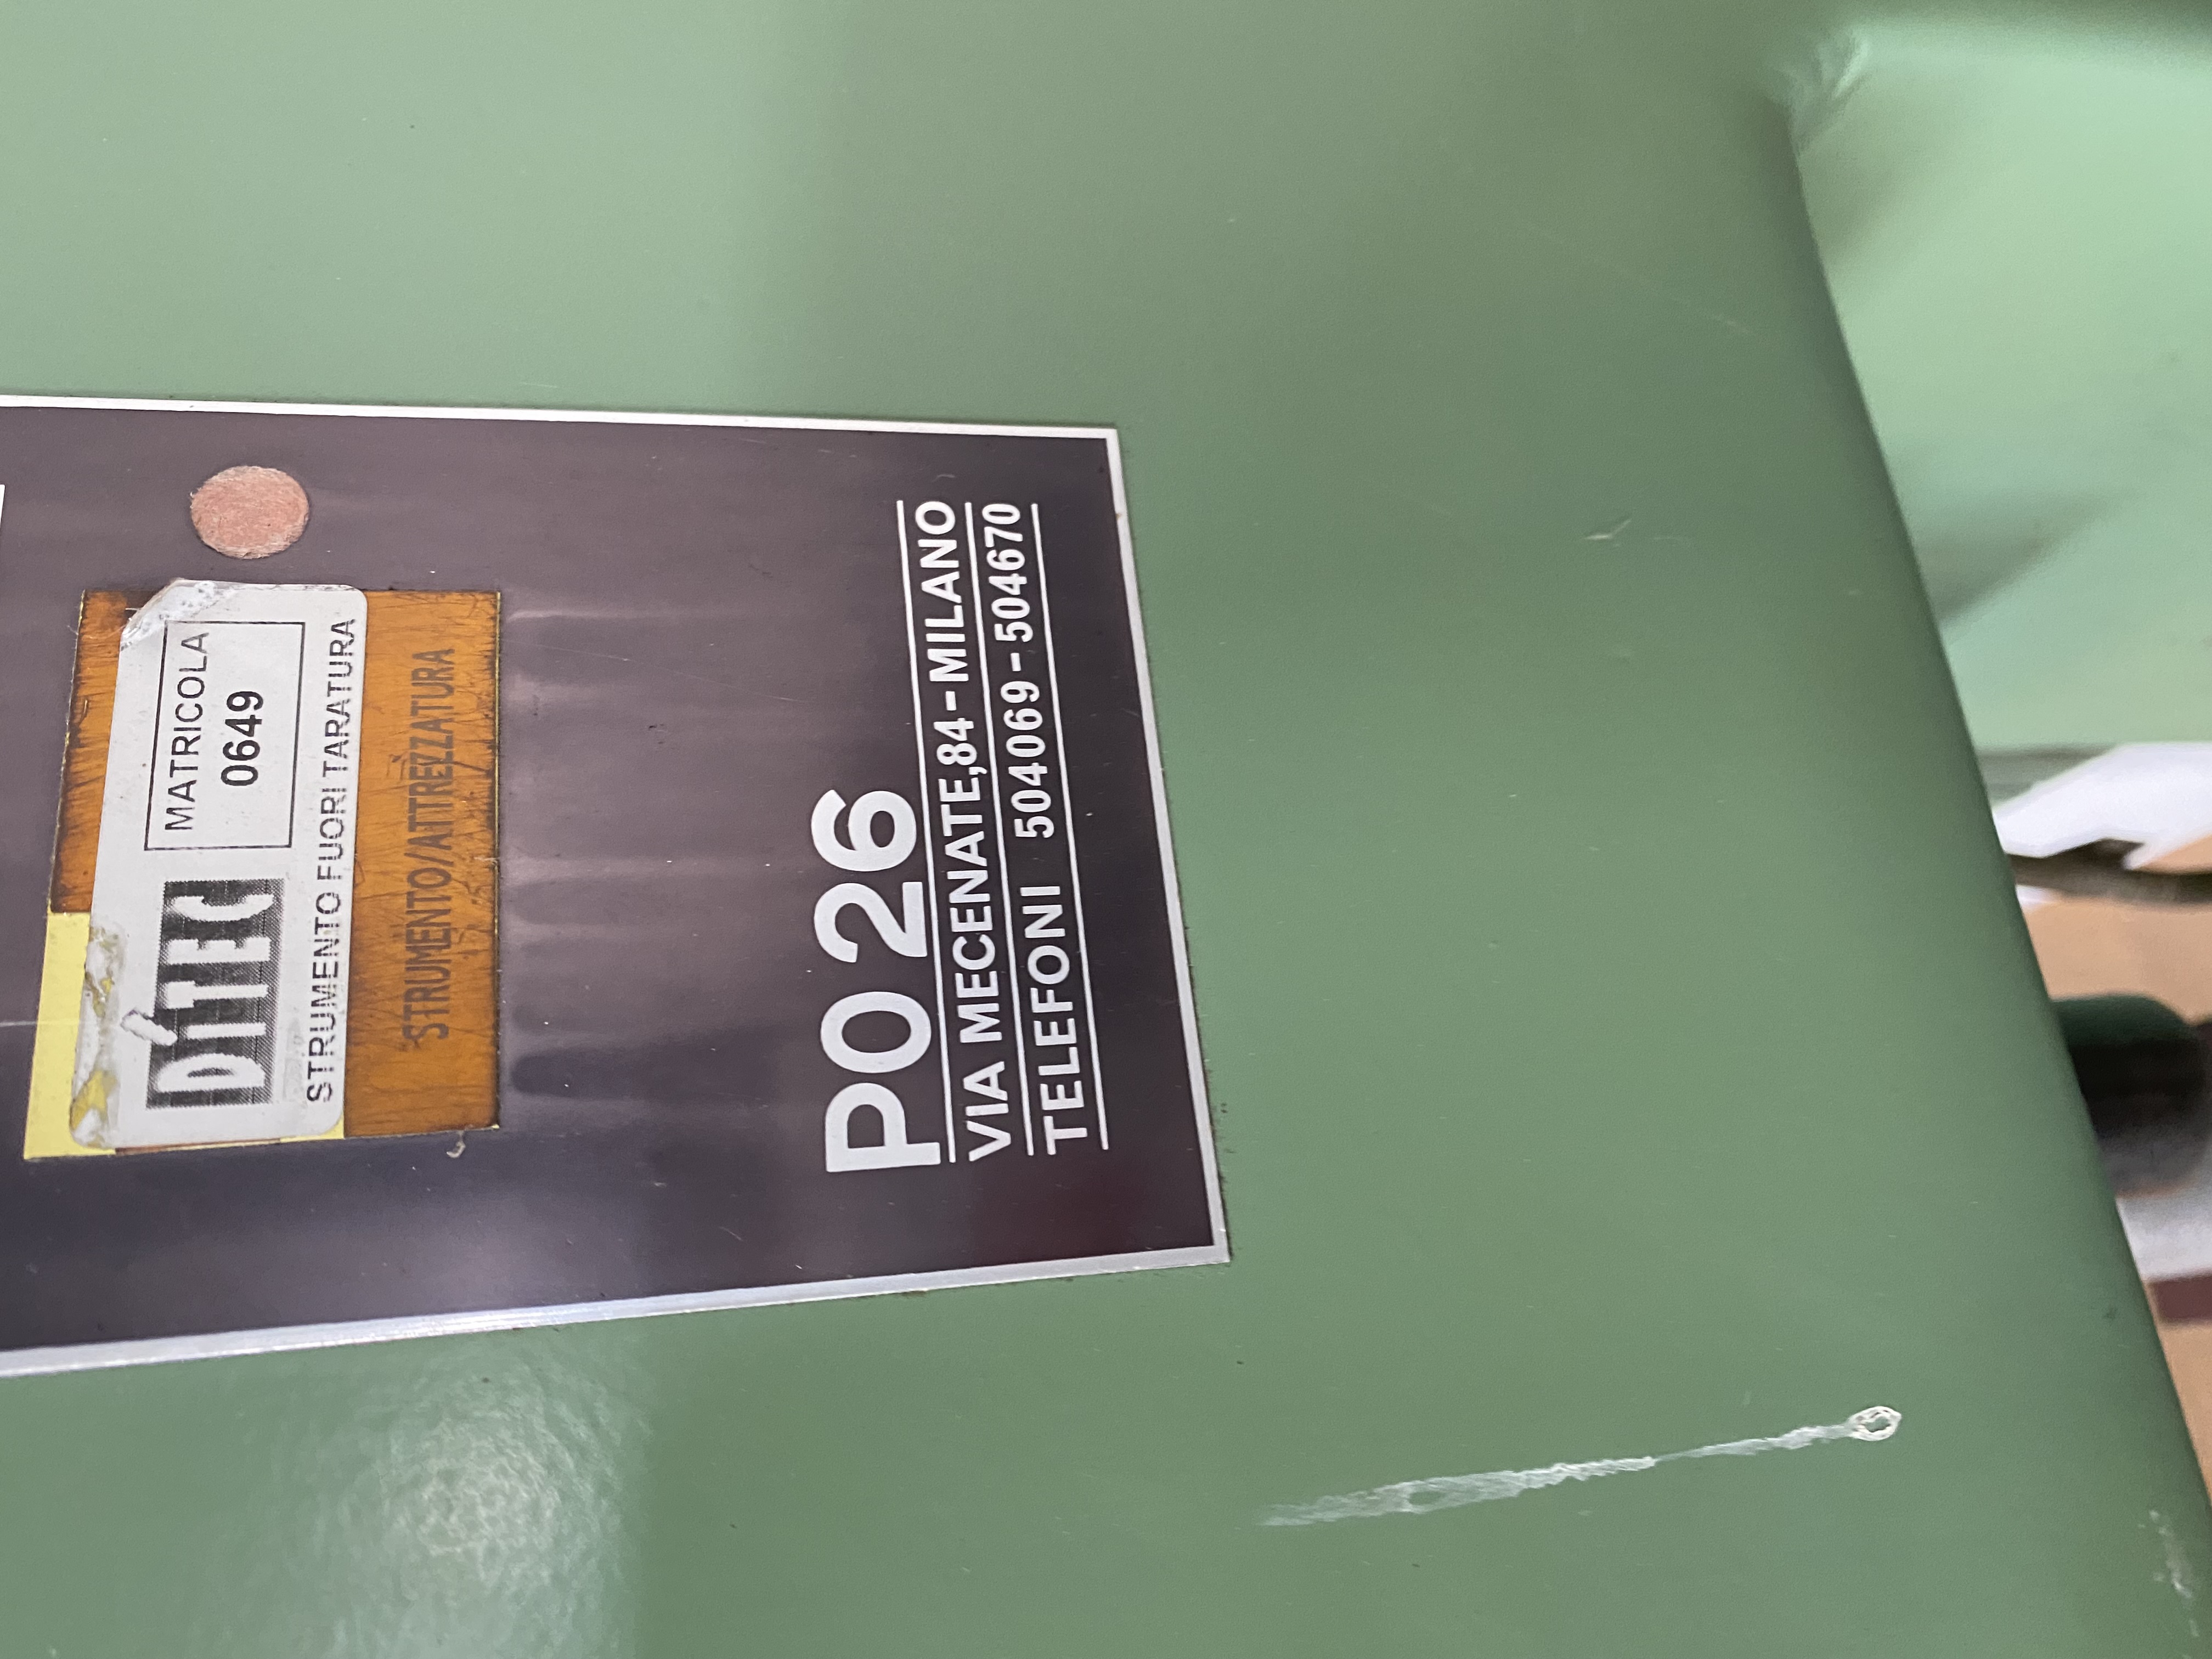 DITEC
MATRICOLA
0649
STRUMENTO FUORI TARATURA
STRUMENTO/ATTREZZATURA
PO 26
VIA MECENATE,84-MILANO
TELEFONI 504069-504670